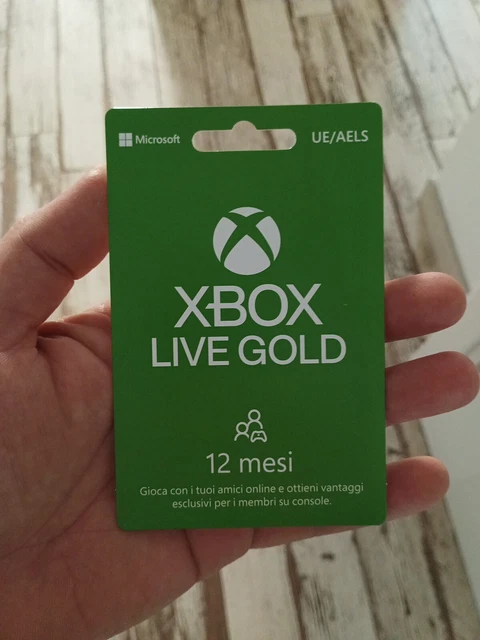 Microsoft
UE/AELS
XBOX
LIVE GOLD
12 mesi
Gioca con i tuoi amici online e ottieni vantaggi
esclusivi per i membri su console.